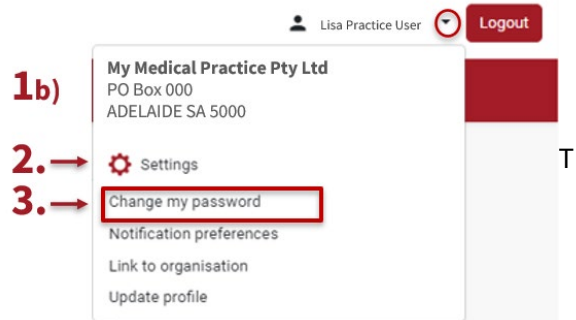 Lisa Practice User Logout
1b) My Medical Practice Pty Ltd
PO Box 000
ADELAIDE SA 5000
2. Settings T
3. Change my password
Notification preferences
Link to organisation
Update profile